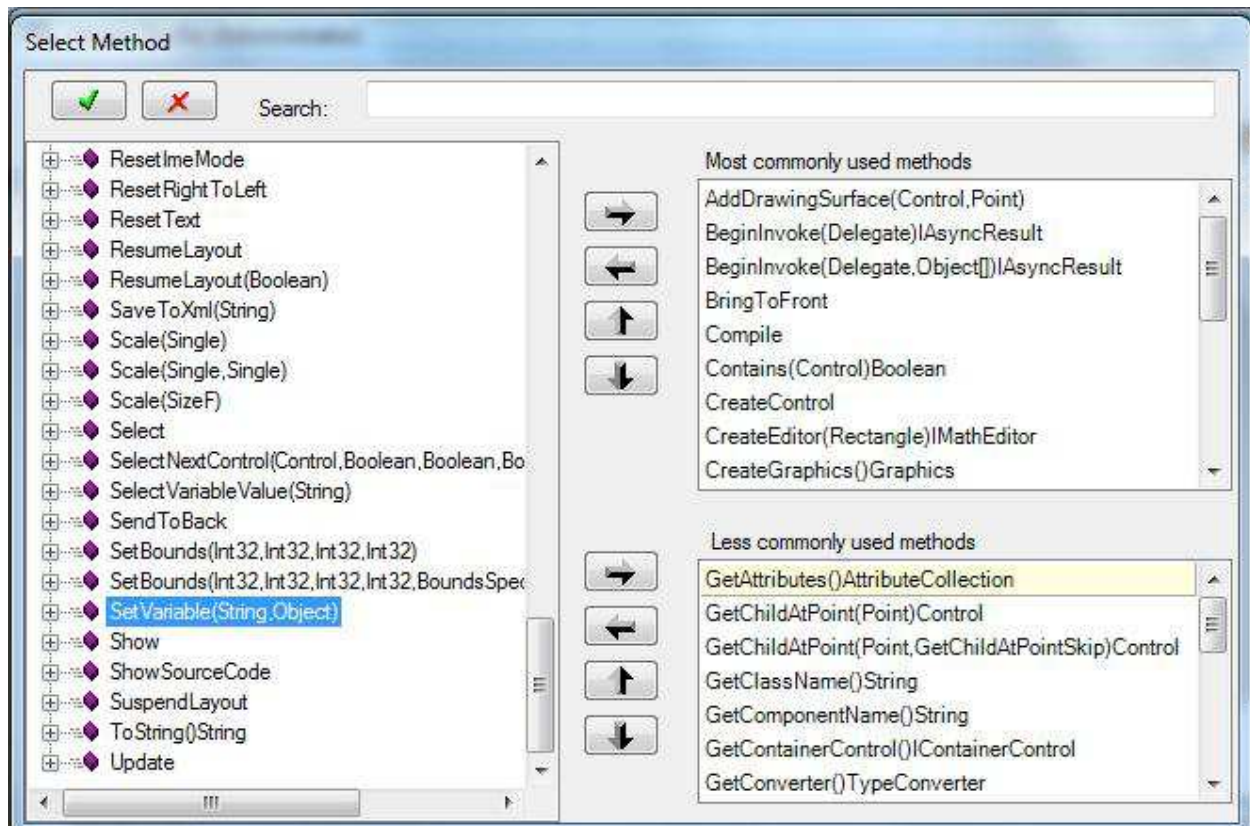 Select Method
Search:
ResetImeMode
ResetRightToLeft
ResetText
ResumeLayout
ResumeLayout(Boolean)
SaveToXml(String)
Scale(Single)
Scale(Single,Single)
Scale(SizeF)
Select
SelectNextControl(Control,Boolean,Boolean,Bo
SelectVariableValue(String)
SendToBack
SetBounds(Int32,Int32,Int32,Int32)
SetBounds(Int32,Int32,Int32,Int32,BoundsSpec
SetVariable(String,Object)
Show
ShowSourceCode
SuspendLayout
ToString()String
Update
Most commonly used methods
AddDrawingSurface(Control,Point)
BeginInvoke(Delegate)IAsyncResult
BeginInvoke(Delegate,Object[])IAsyncResult
BringToFront
Compile
Contains(Control)Boolean
CreateControl
CreateEditor(Rectangle)IMathEditor
CreateGraphics()Graphics
Less commonly used methods
GetAttributes()AttributeCollection
GetChildAtPoint(Point)Control
GetChildAtPoint(Point,GetChildAtPointSkip)Control
GetClassName()String
GetComponentName()String
GetContainerControl()IContainerControl
GetConverter()TypeConverter